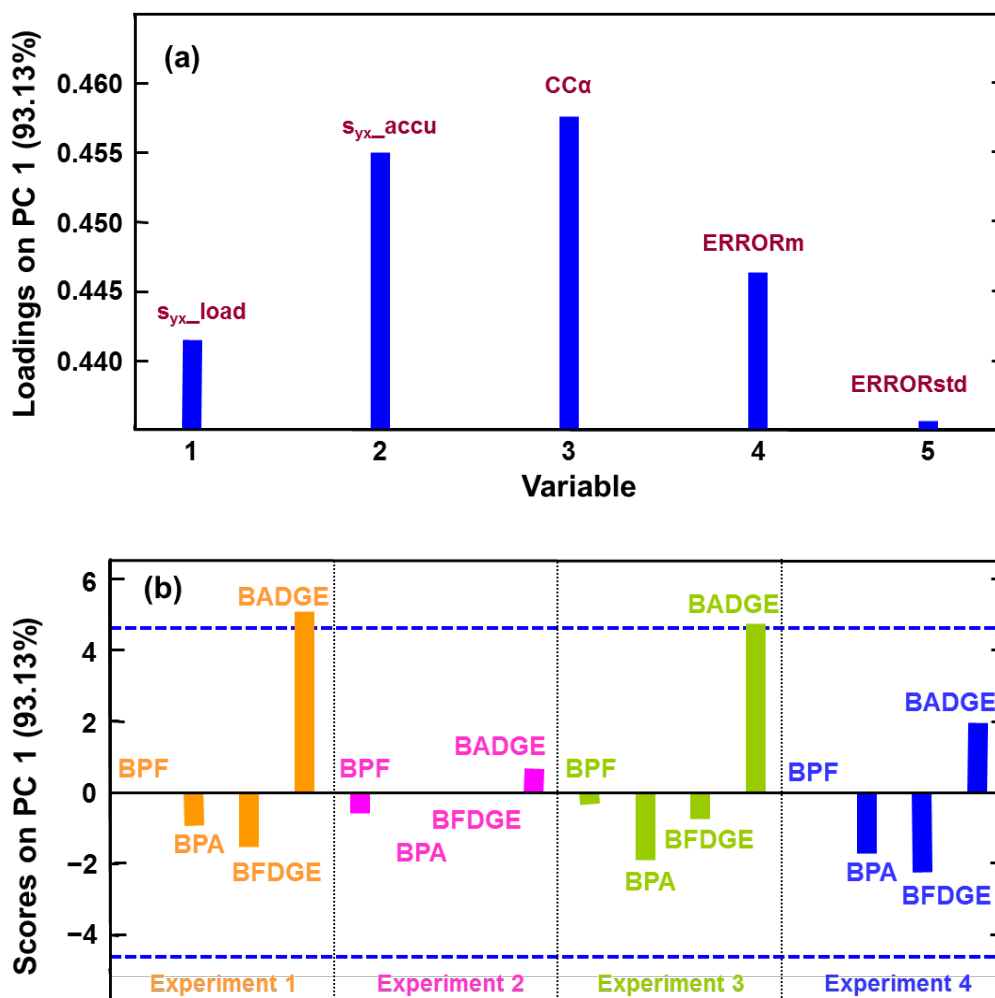 (a)
Loadings on PC 1 (93.13%)
0.460
0.455
0.450
0.445
0.440
syx_load
syx_accu
CCα
ERRORm
ERRORstd
1 2 3 4 5
Variable
(b)
Scores on PC 1 (93.13%)
6
4
2
0
−2
−4
BPF
BPA
BFDGE
BADGE
BPF
BPA
BFDGE
BADGE
BPF
BPA
BFDGE
BADGE
BPF
BPA
BFDGE
BADGE
Experiment 1 Experiment 2 Experiment 3 Experiment 4